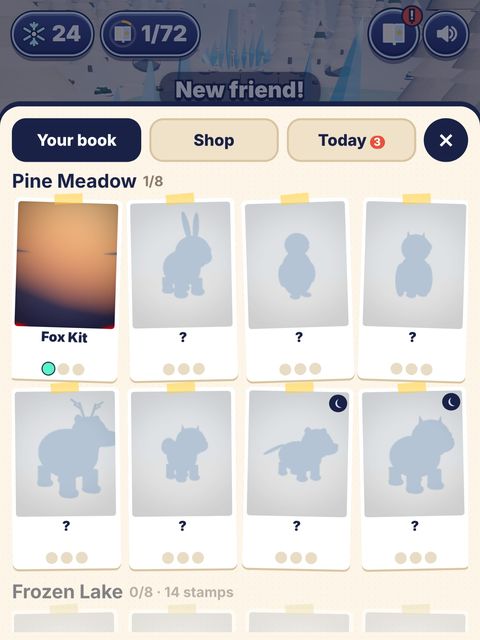 24
1/72
!
New friend!
Your book
Shop
Today 3
×
Pine Meadow 1/8
Fox Kit
?
?
?
?
?
?
?
Frozen Lake 0/8 · 14 stamps